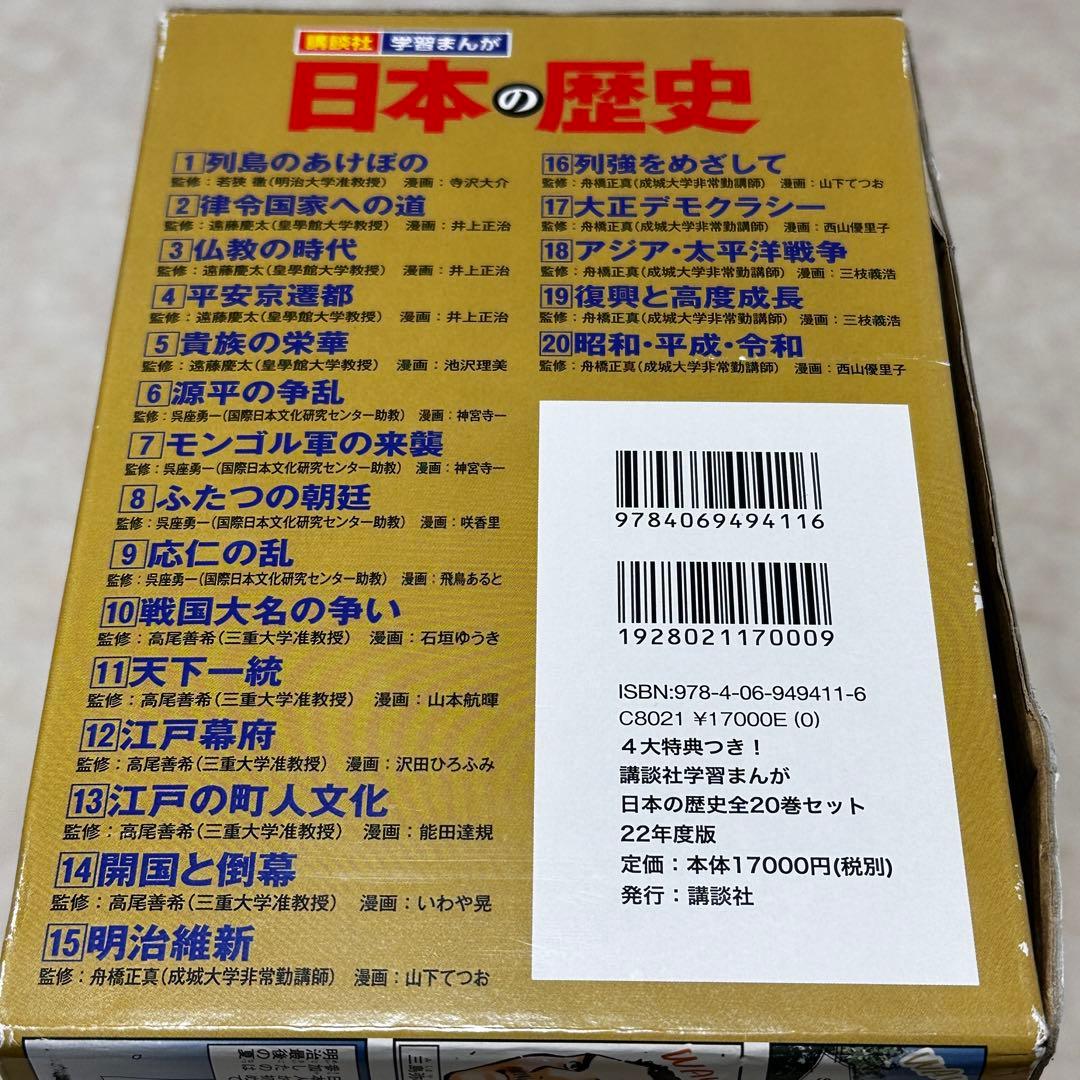 講談社 学習まんが
日本の歴史
1 列島のあけぼの
監修：若狭 徹(明治大学准教授) 漫画：寺沢大介
2 律令国家への道
監修：遠藤慶太(皇學館大学教授) 漫画：井上正治
3 仏教の時代
監修：遠藤慶太(皇學館大学教授) 漫画：井上正治
4 平安京遷都
監修：遠藤慶太(皇學館大学教授) 漫画：井上正治
5 貴族の栄華
監修：遠藤慶太(皇學館大学教授) 漫画：池沢理美
6 源平の争乱
監修：呉座勇一(国際日本文化研究センター助教) 漫画：神宮寺一
7 モンゴル軍の来襲
監修：呉座勇一(国際日本文化研究センター助教) 漫画：神宮寺一
8 ふたつの朝廷
監修：呉座勇一(国際日本文化研究センター助教) 漫画：咲香里
9 応仁の乱
監修：呉座勇一(国際日本文化研究センター助教) 漫画：飛鳥あると
10 戦国大名の争い
監修：高尾善希(三重大学准教授) 漫画：石垣ゆうき
11 天下一統
監修：高尾善希(三重大学准教授) 漫画：山本航暉
12 江戸幕府
監修：高尾善希(三重大学准教授) 漫画：沢田ひろふみ
13 江戸の町人文化
監修：高尾善希(三重大学准教授) 漫画：能田達規
14 開国と倒幕
監修：高尾善希(三重大学准教授) 漫画：いわや晃
15 明治維新
監修：舟橋正真(成城大学非常勤講師) 漫画：山下てつお
16 列強をめざして
監修：舟橋正真(成城大学非常勤講師) 漫画：山下てつお
17 大正デモクラシー
監修：舟橋正真(成城大学非常勤講師) 漫画：西山優里子
18 アジア・太平洋戦争
監修：舟橋正真(成城大学非常勤講師) 漫画：三枝義浩
19 復興と高度成長
監修：舟橋正真(成城大学非常勤講師) 漫画：三枝義浩
20 昭和・平成・令和
監修：舟橋正真(成城大学非常勤講師) 漫画：西山優里子
9784069494116
1928021170009
ISBN:978-4-06-949411-6
C8021 ¥17000E (0)
４大特典つき！
講談社学習まんが
日本の歴史全20巻セット
22年度版
定価：本体17000円(税別)
発行：講談社
明治最後の夏
参加したのは
日本人が初めて